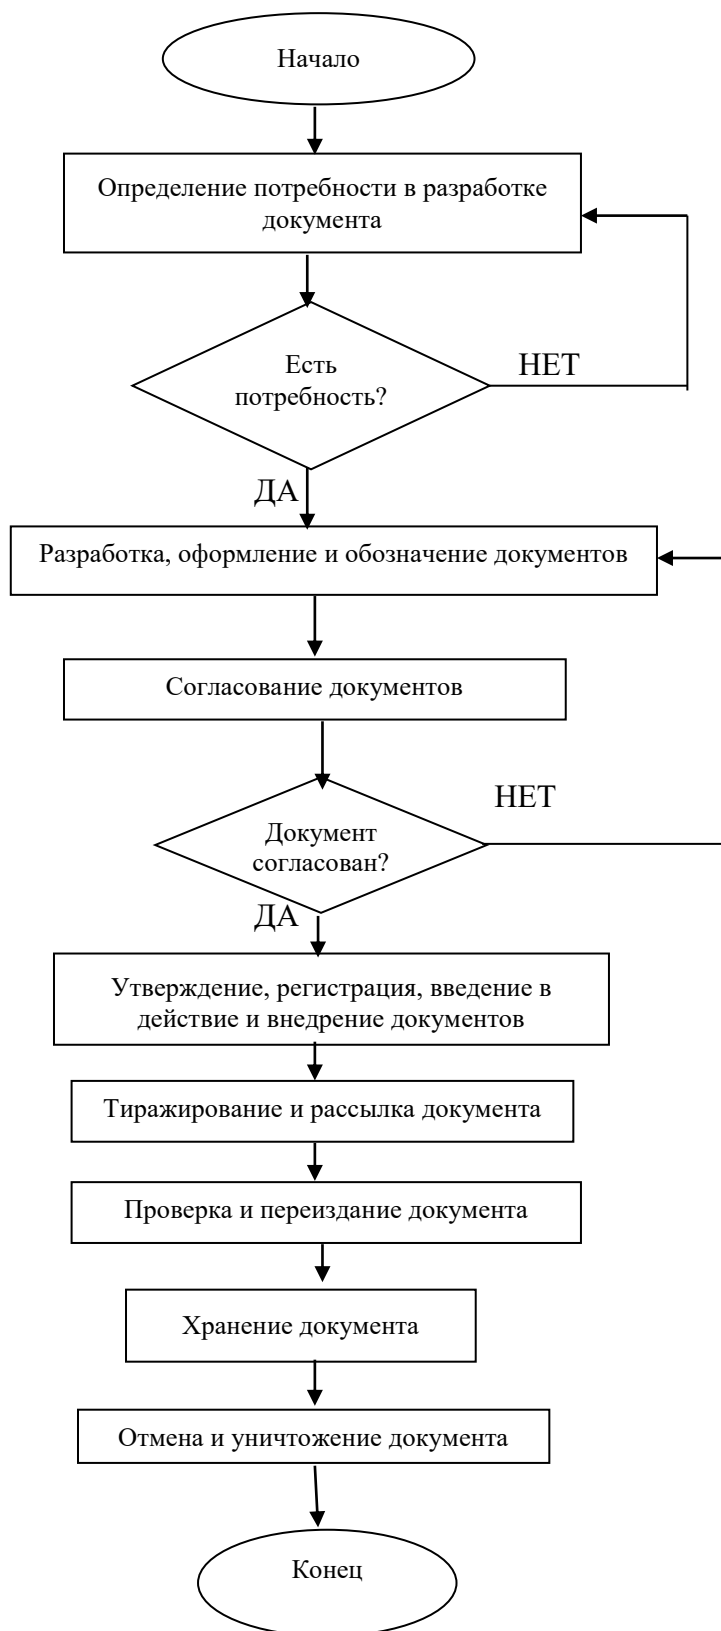 Начало
Определение потребности в разработке
документа
Есть
потребность?
НЕТ
ДА
Разработка, оформление и обозначение документов
Согласование документов
НЕТ
Документ
согласован?
ДА
Утверждение, регистрация, введение в
действие и внедрение документов
Тиражирование и рассылка документа
Проверка и переиздание документа
Хранение документа
Отмена и уничтожение документа
Конец